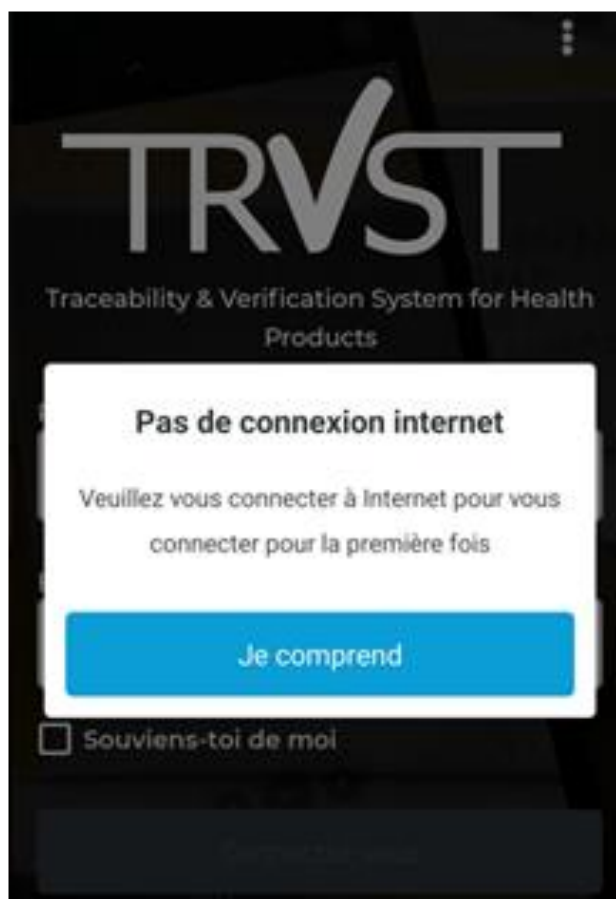 TRVST
Traceability & Verification System for Health
Products
Pas de connexion internet
Veuillez vous connecter à Internet pour vous
connecter pour la première fois
Je comprend
Souviens-toi de moi